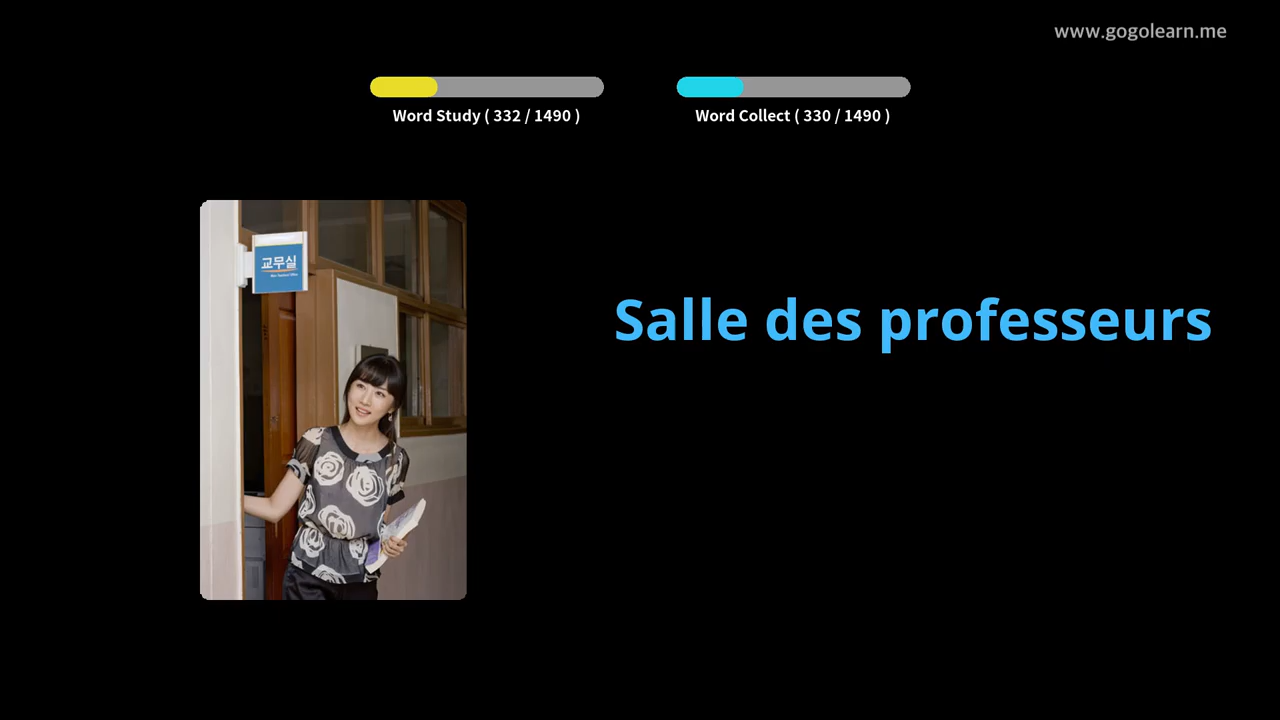 www.gogolearn.me
Word Study ( 332 / 1490 )
Word Collect ( 330 / 1490 )
교무실
Salle des professeurs